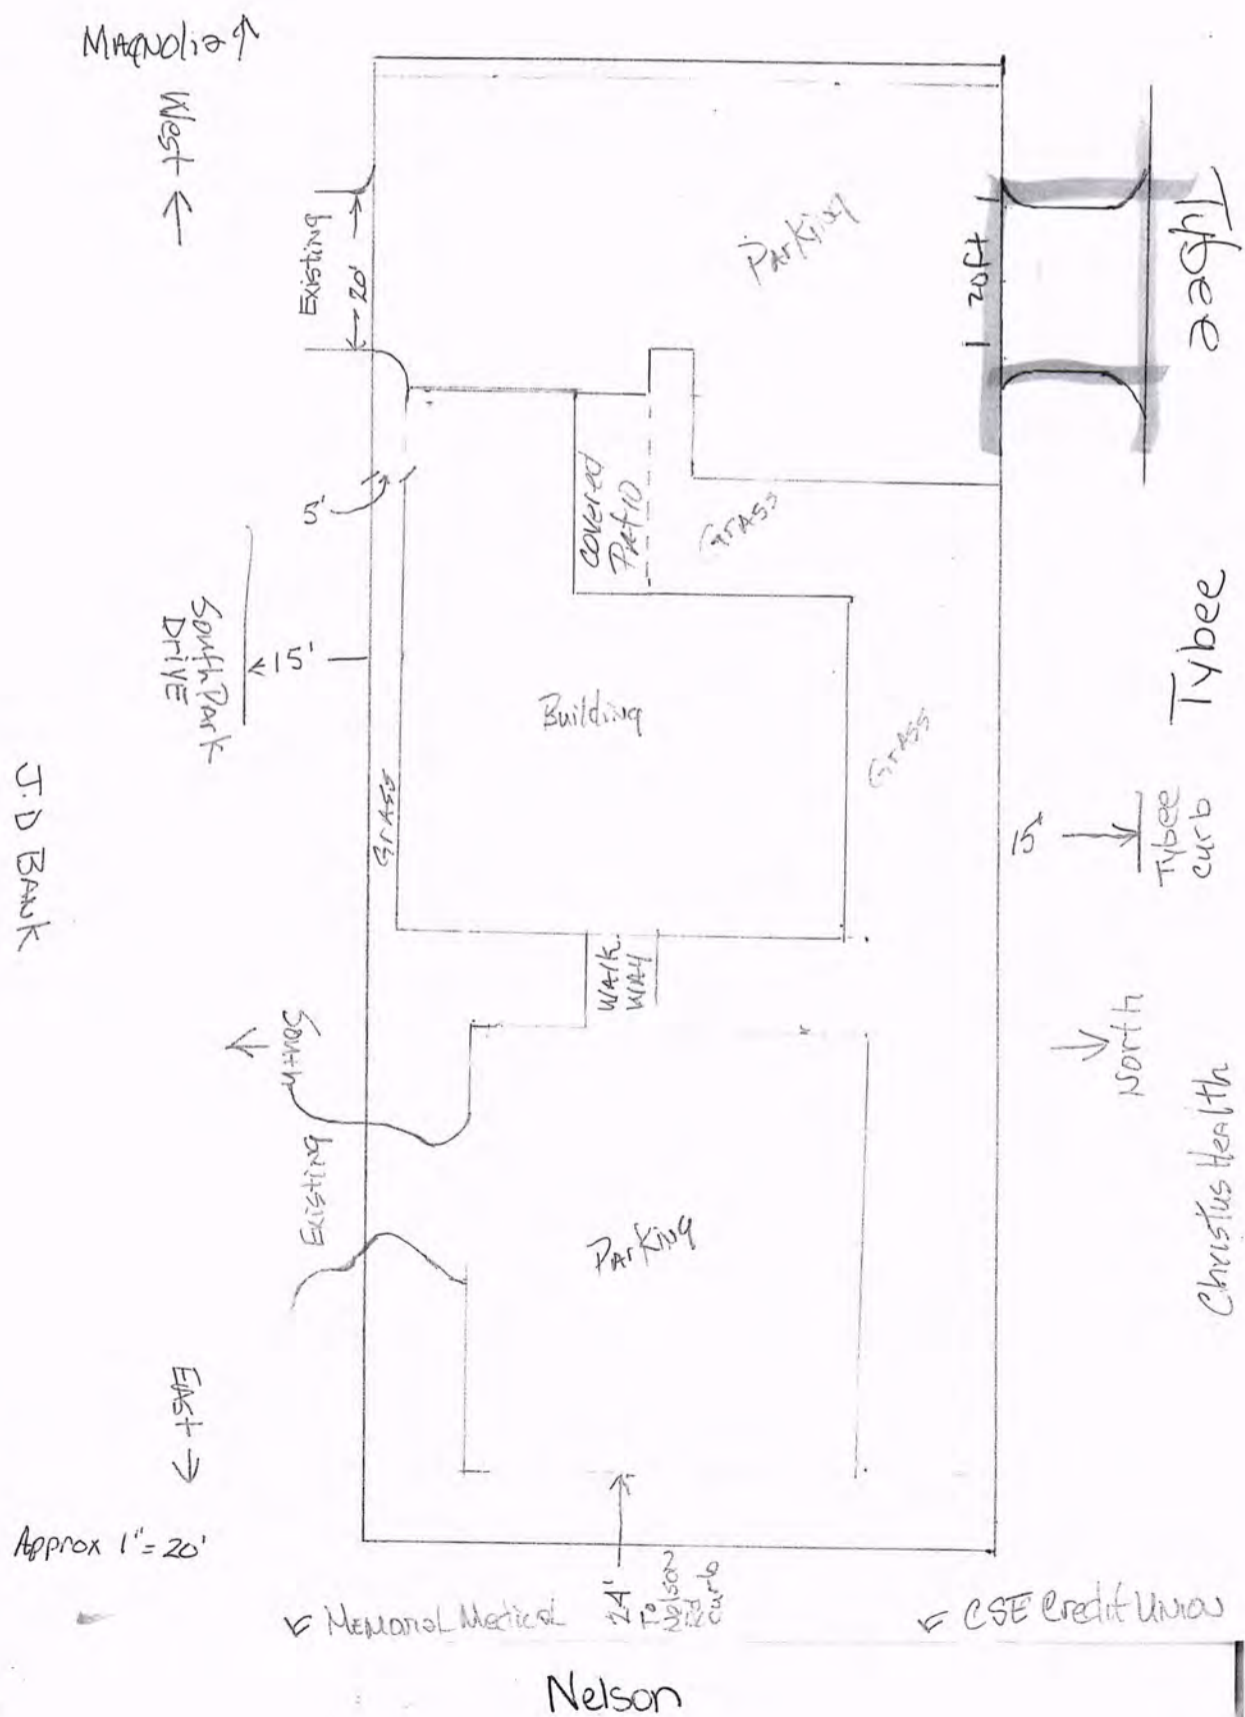 Magnolia ↑
West ←
Existing
20'
Parking
20ft
Tybee
5'
Covered
Patio
Grass
South Park
Drive
15'
Building
Tybee
Grass
Grass
15'
Tybee
curb
J.D BANK
Walk
way
South
North
Existing
Parking
Christus Health
East →
Approx 1"=20'
24'
To
Nelson
Rd
curb
Memorial Medical
CSE Credit Union
Nelson